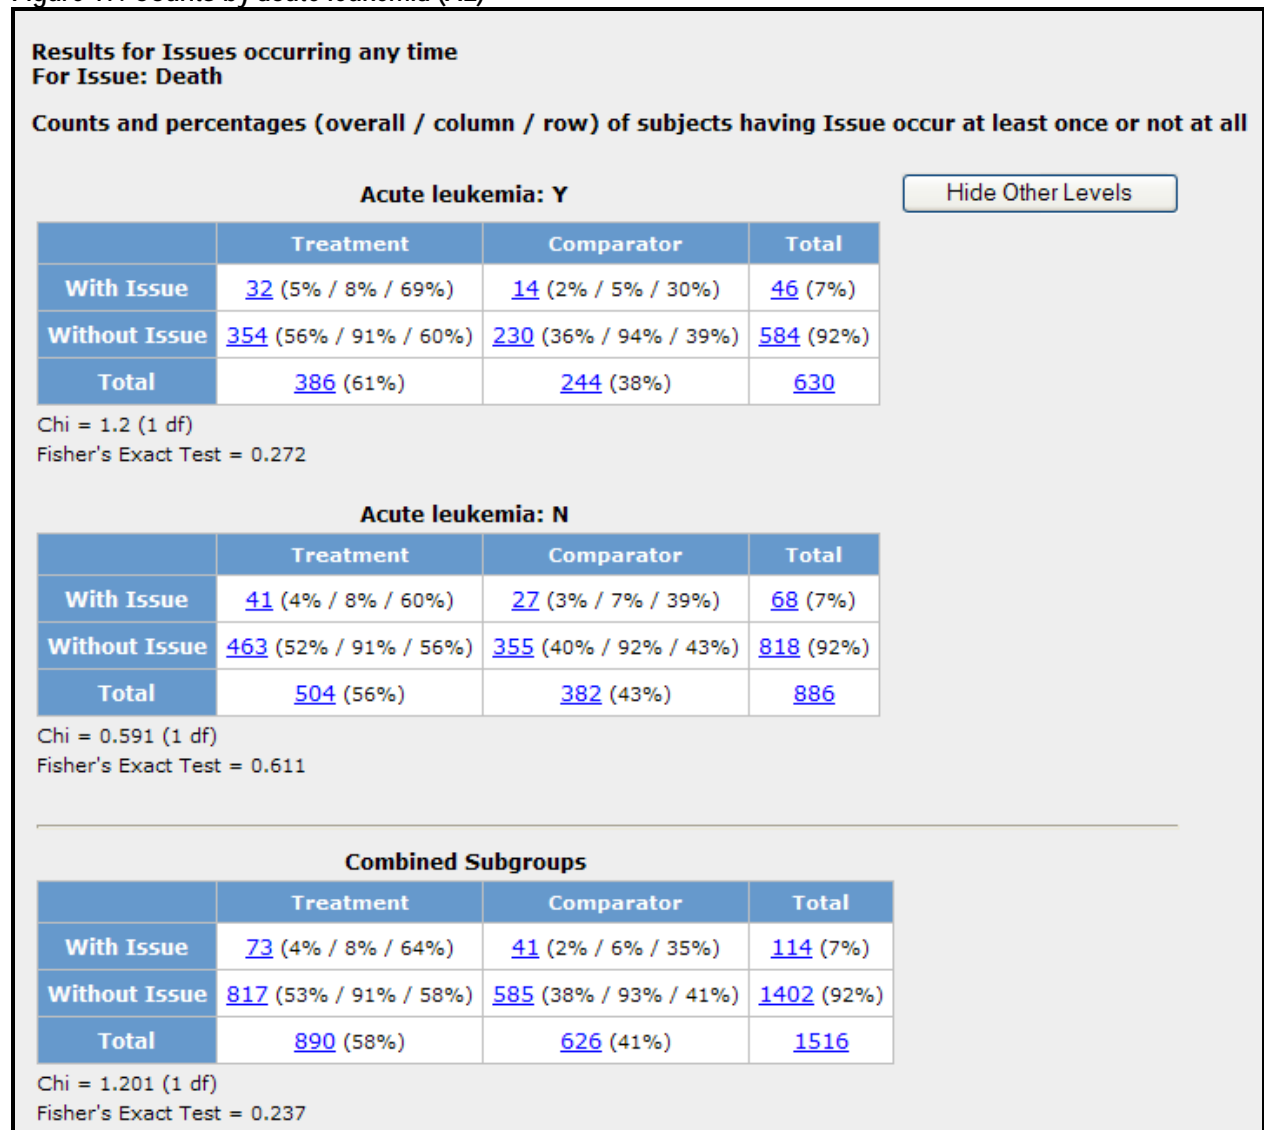 Results for Issues occurring any time
For Issue: Death
Counts and percentages (overall / column / row) of subjects having Issue occur at least once or not at all
Acute leukemia: Y
Hide Other Levels
Treatment Comparator Total
With Issue 32 (5% / 8% / 69%) 14 (2% / 5% / 30%) 46 (7%)
Without Issue 354 (56% / 91% / 60%) 230 (36% / 94% / 39%) 584 (92%)
Total 386 (61%) 244 (38%) 630
Chi = 1.2 (1 df)
Fisher's Exact Test = 0.272
Acute leukemia: N
Treatment Comparator Total
With Issue 41 (4% / 8% / 60%) 27 (3% / 7% / 39%) 68 (7%)
Without Issue 463 (52% / 91% / 56%) 355 (40% / 92% / 43%) 818 (92%)
Total 504 (56%) 382 (43%) 886
Chi = 0.591 (1 df)
Fisher's Exact Test = 0.611
Combined Subgroups
Treatment Comparator Total
With Issue 73 (4% / 8% / 64%) 41 (2% / 6% / 35%) 114 (7%)
Without Issue 817 (53% / 91% / 58%) 585 (38% / 93% / 41%) 1402 (92%)
Total 890 (58%) 626 (41%) 1516
Chi = 1.201 (1 df)
Fisher's Exact Test = 0.237